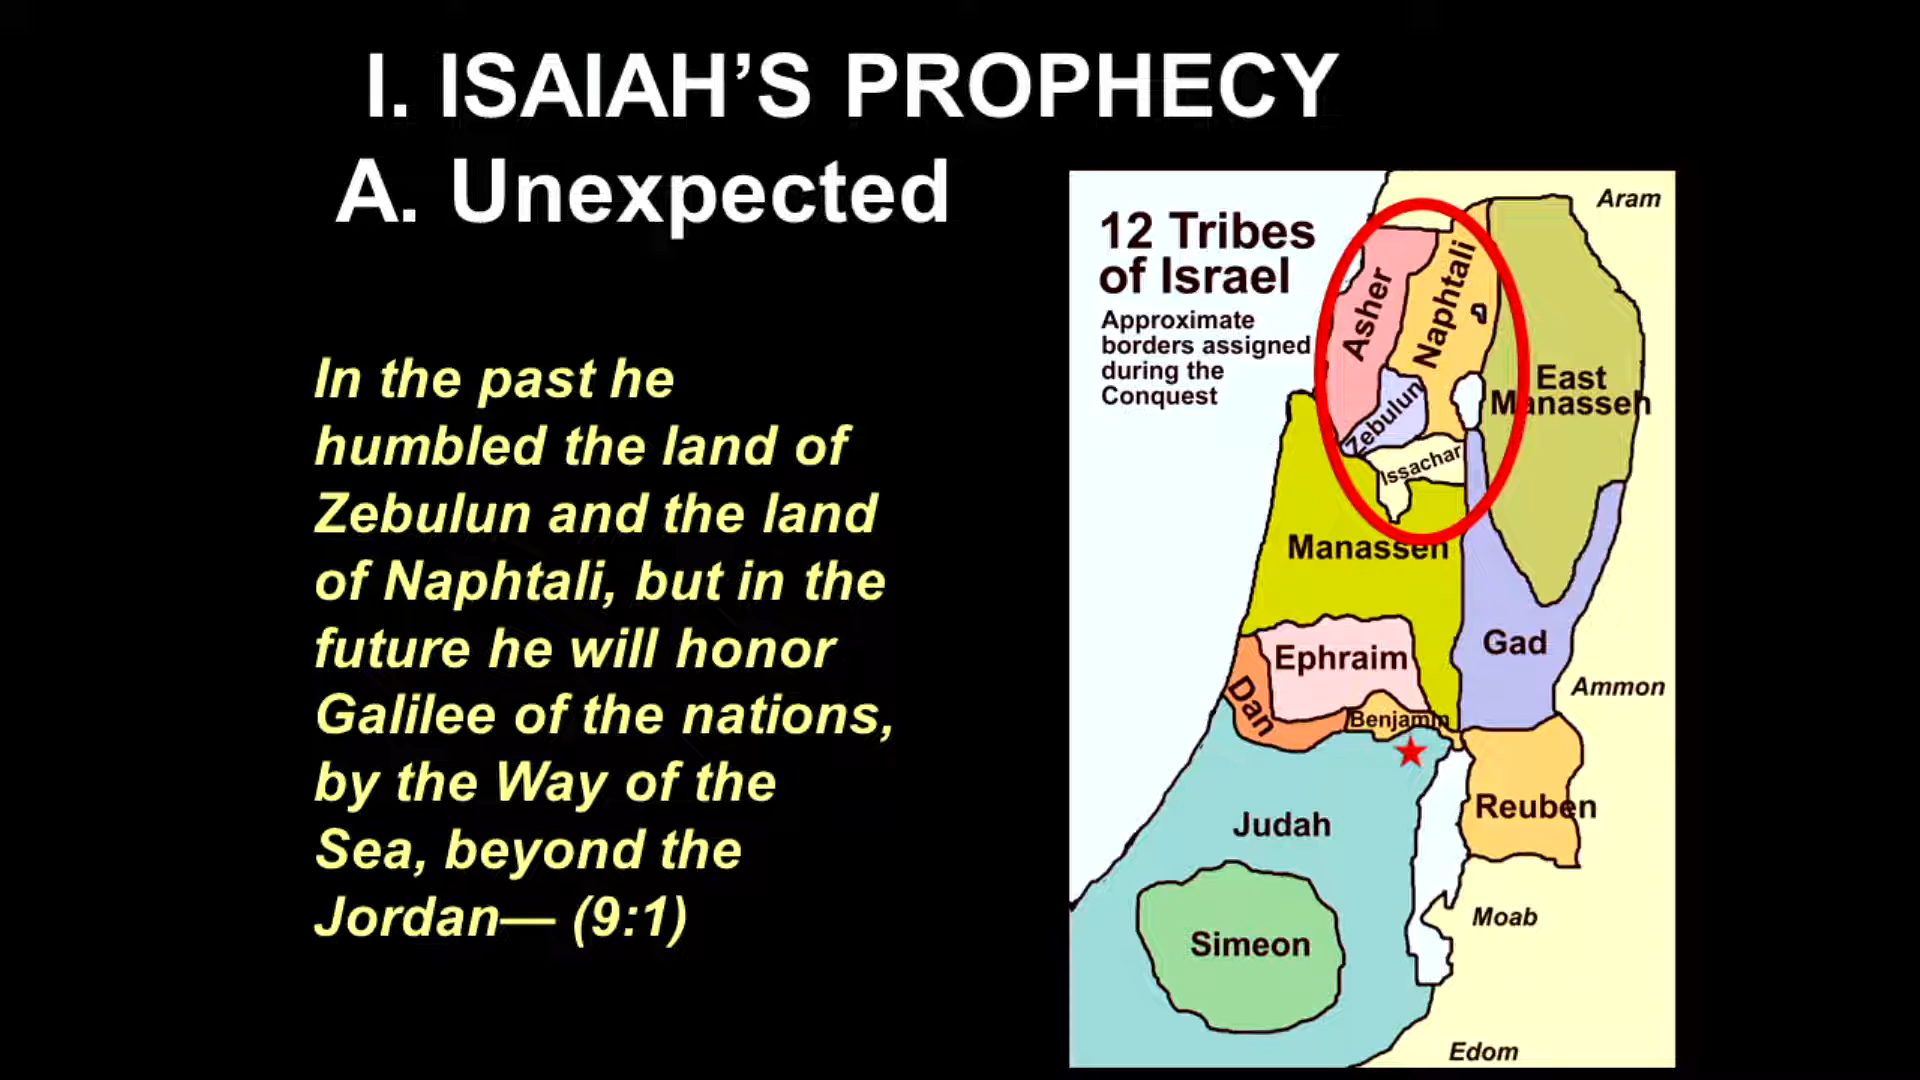 I. ISAIAH’S PROPHECY
A. Unexpected
In the past he
humbled the land of
Zebulun and the land
of Naphtali, but in the
future he will honor
Galilee of the nations,
by the Way of the
Sea, beyond the
Jordan— (9:1)
12 Tribes
of Israel
Approximate
borders assigned
during the
Conquest
Aram
Asher
Naphtali
East
Manasseh
Zebulun
Issachar
Manasseh
Ephraim
Gad
Dan
Ammon
Benjamin
Reuben
Judah
Moab
Simeon
Edom